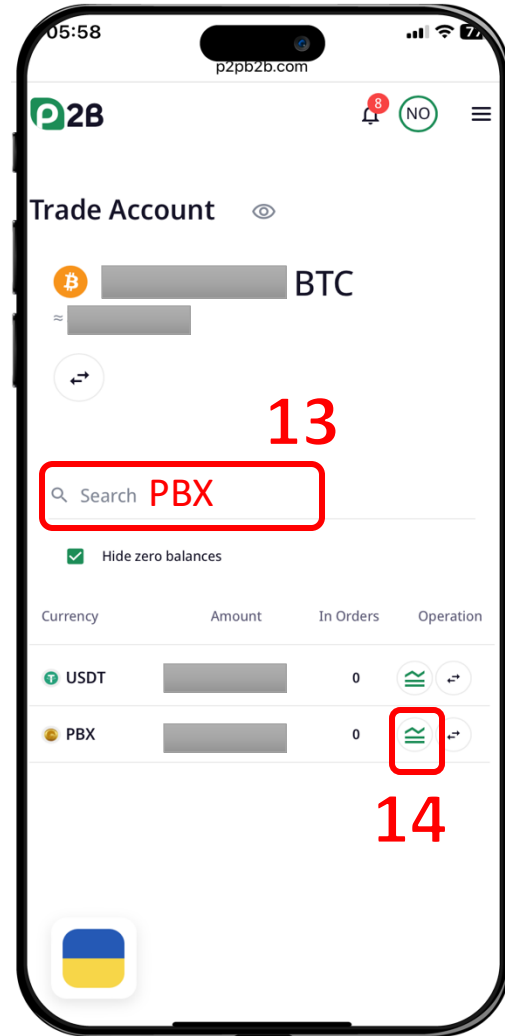 05:58
p2pb2b.com
P2B
8
NO
Trade Account
BTC
≈
13
Search PBX
Hide zero balances
Currency Amount In Orders Operation
USDT 0
PBX 0
14